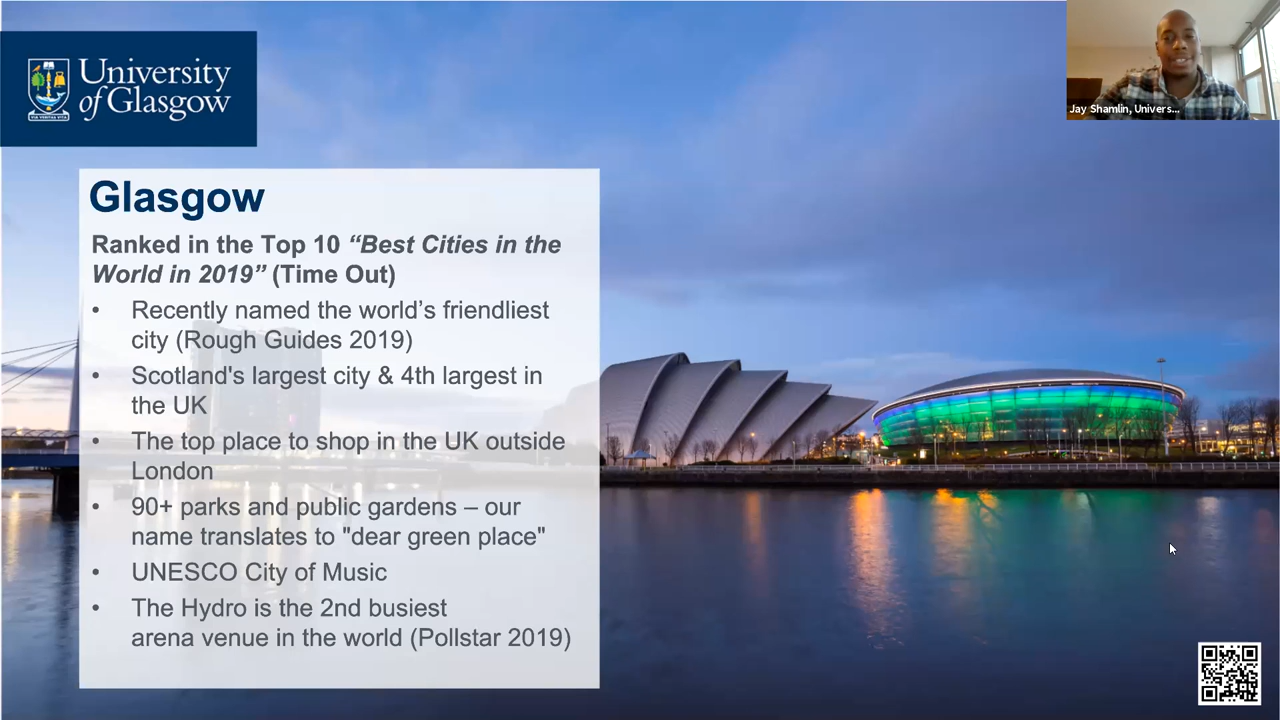 University
of Glasgow
VIA VERITAS VITA
Jay Shamlin, Univers...
Glasgow
Ranked in the Top 10 “Best Cities in the
World in 2019” (Time Out)
• Recently named the world’s friendliest
city (Rough Guides 2019)
• Scotland's largest city & 4th largest in
the UK
• The top place to shop in the UK outside
London
• 90+ parks and public gardens – our
name translates to "dear green place"
• UNESCO City of Music
• The Hydro is the 2nd busiest
arena venue in the world (Pollstar 2019)